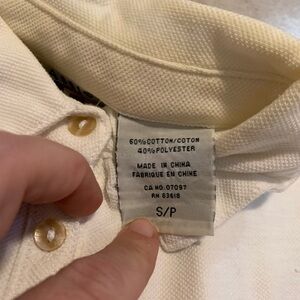 60%COTTON/COTON
40%POLYESTER
MADE IN CHINA
FABRIQUE EN CHINE
CA NO.07097
RN 83618
S/P